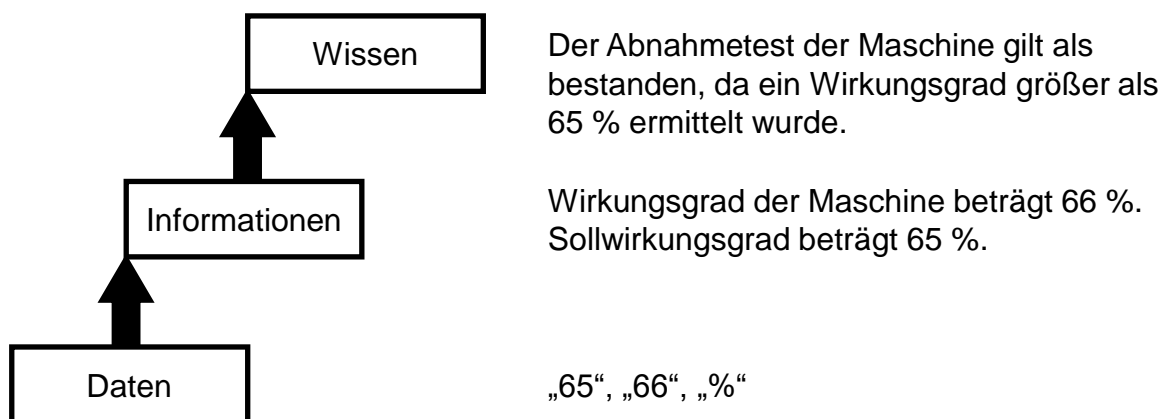 Wissen
Der Abnahmetest der Maschine gilt als
bestanden, da ein Wirkungsgrad größer als
65 % ermittelt wurde.
Informationen
Wirkungsgrad der Maschine beträgt 66 %.
Sollwirkungsgrad beträgt 65 %.
Daten
„65“, „66“, „%“